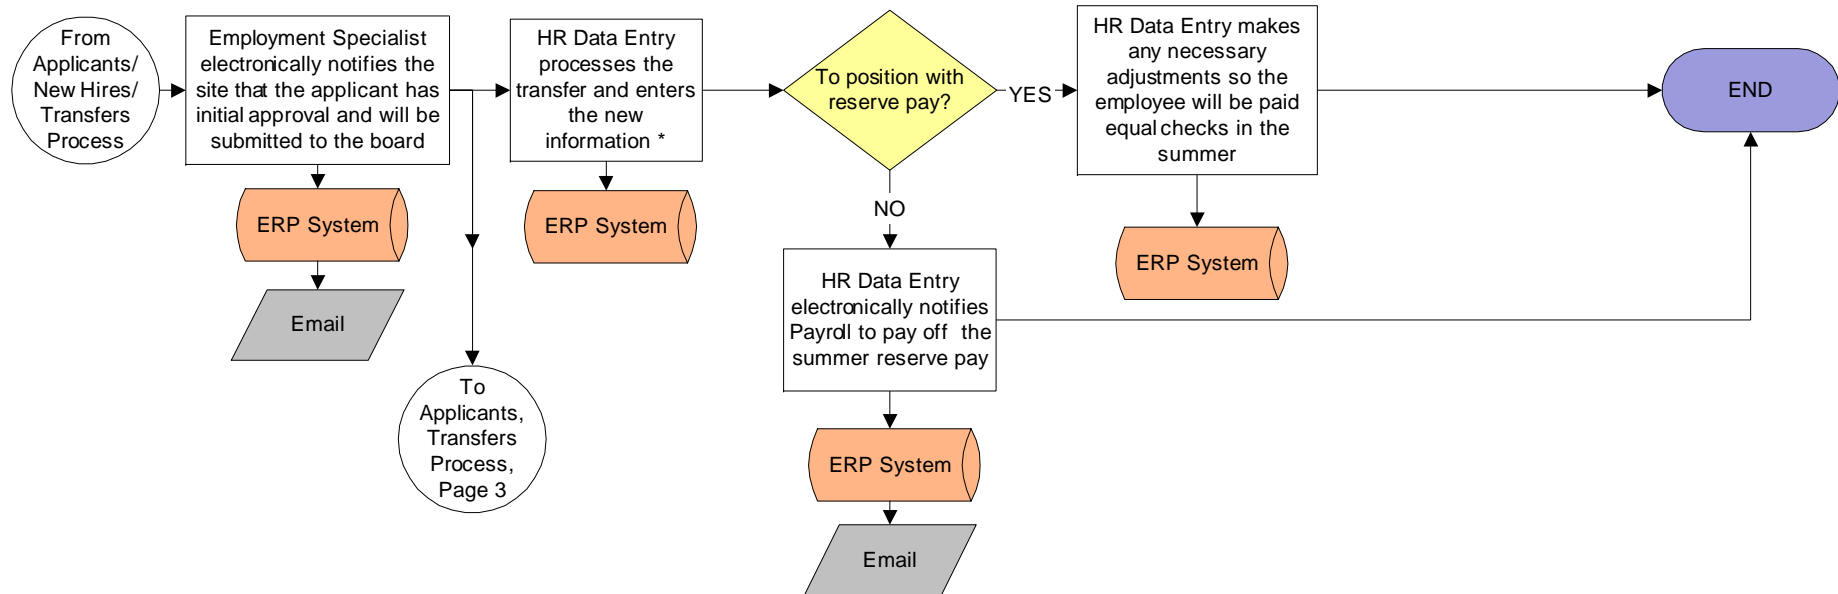 From
Applicants/
New Hires/
Transfers
Process
Employment Specialist
electronically notifies the
site that the applicant has
initial approval and will be
submitted to the board
HR Data Entry
processes the
transfer and enters
the new
information *
To position with
reserve pay?
YES
HR Data Entry makes
any necessary
adjustments so the
employee will be paid
equal checks in the
summer
END
ERP System
ERP System
NO
ERP System
Email
HR Data Entry
electronically notifies
Payroll to pay off the
summer reserve pay
To
Applicants,
Transfers
Process,
Page 3
ERP System
Email